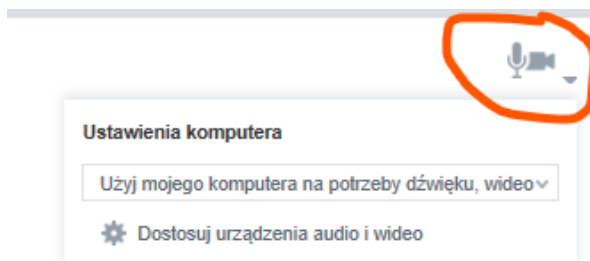 Ustawienia komputera
Użyj mojego komputera na potrzeby dźwięku, wideo
Dostosuj urządzenia audio i wideo